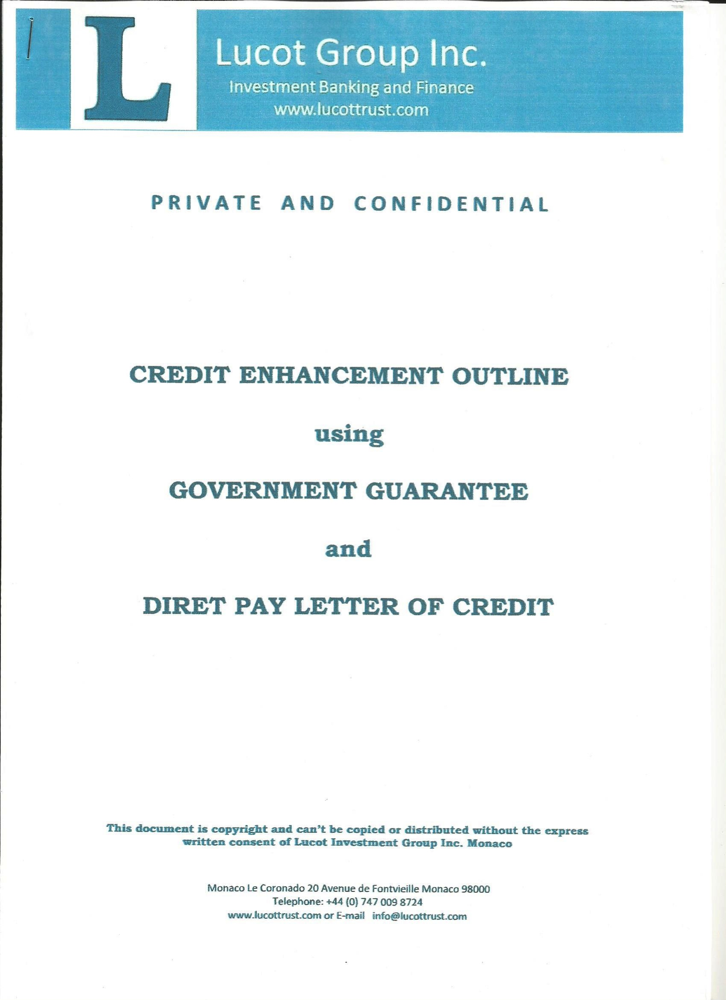 L
Lucot Group Inc.
Investment Banking and Finance
www.lucottrust.com
PRIVATE AND CONFIDENTIAL
CREDIT ENHANCEMENT OUTLINE
using
GOVERNMENT GUARANTEE
and
DIRET PAY LETTER OF CREDIT
This document is copyright and can't be copied or distributed without the express
written consent of Lucot Investment Group Inc. Monaco
Monaco Le Coronado 20 Avenue de Fontvieille Monaco 98000
Telephone: +44 (0) 747 009 8724
www.lucottrust.com or E-mail info@lucottrust.com